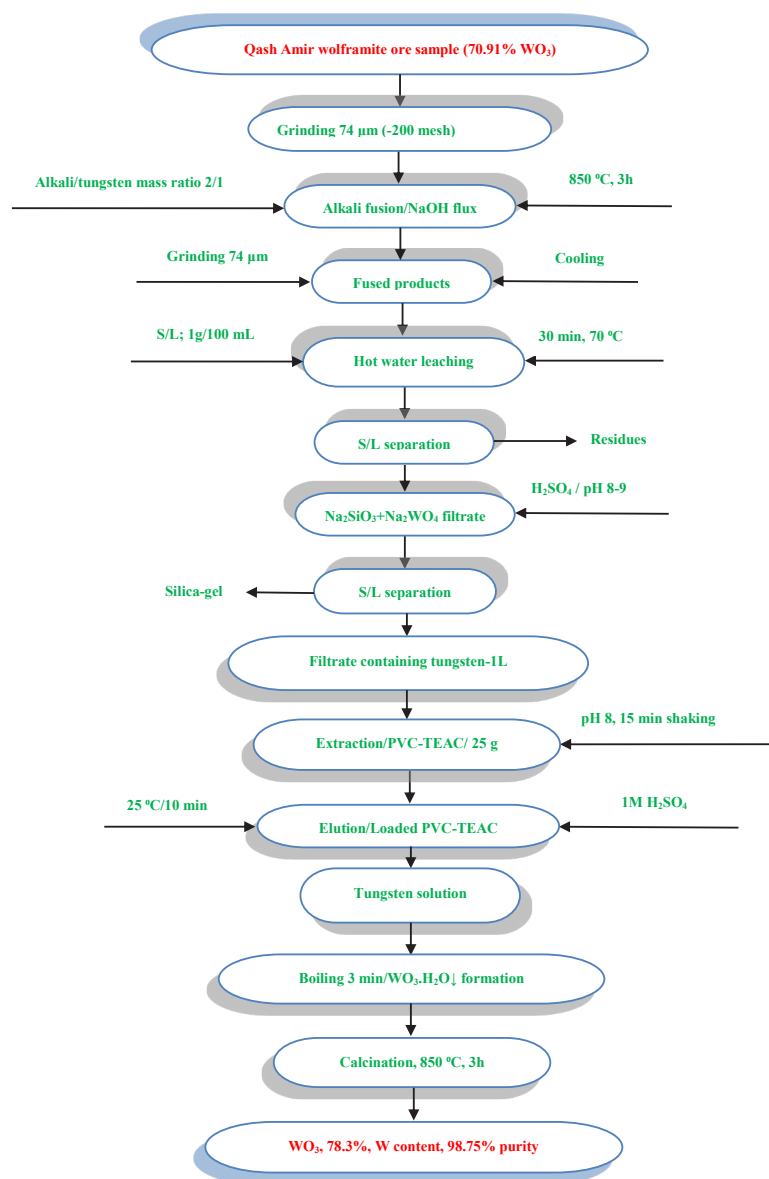 Qash Amir wolframite ore sample (70.91% WO₃)
Grinding 74 µm (-200 mesh)
Alkali/tungsten mass ratio 2/1
850 ⁰C, 3h
Alkali fusion/NaOH flux
Grinding 74 µm
Cooling
Fused products
S/L; 1g/100 mL
30 min, 70 ⁰C
Hot water leaching
S/L separation
Residues
H₂SO₄ / pH 8-9
Na₂SiO₃+Na₂WO₄ filtrate
Silica-gel
S/L separation
Filtrate containing tungsten-1L
pH 8, 15 min shaking
Extraction/PVC-TEAC/ 25 g
25 ⁰C/10 min
1M H₂SO₄
Elution/Loaded PVC-TEAC
Tungsten solution
Boiling 3 min/WO₃.H₂O↓ formation
Calcination, 850 ⁰C, 3h
WO₃, 78.3%, W content, 98.75% purity